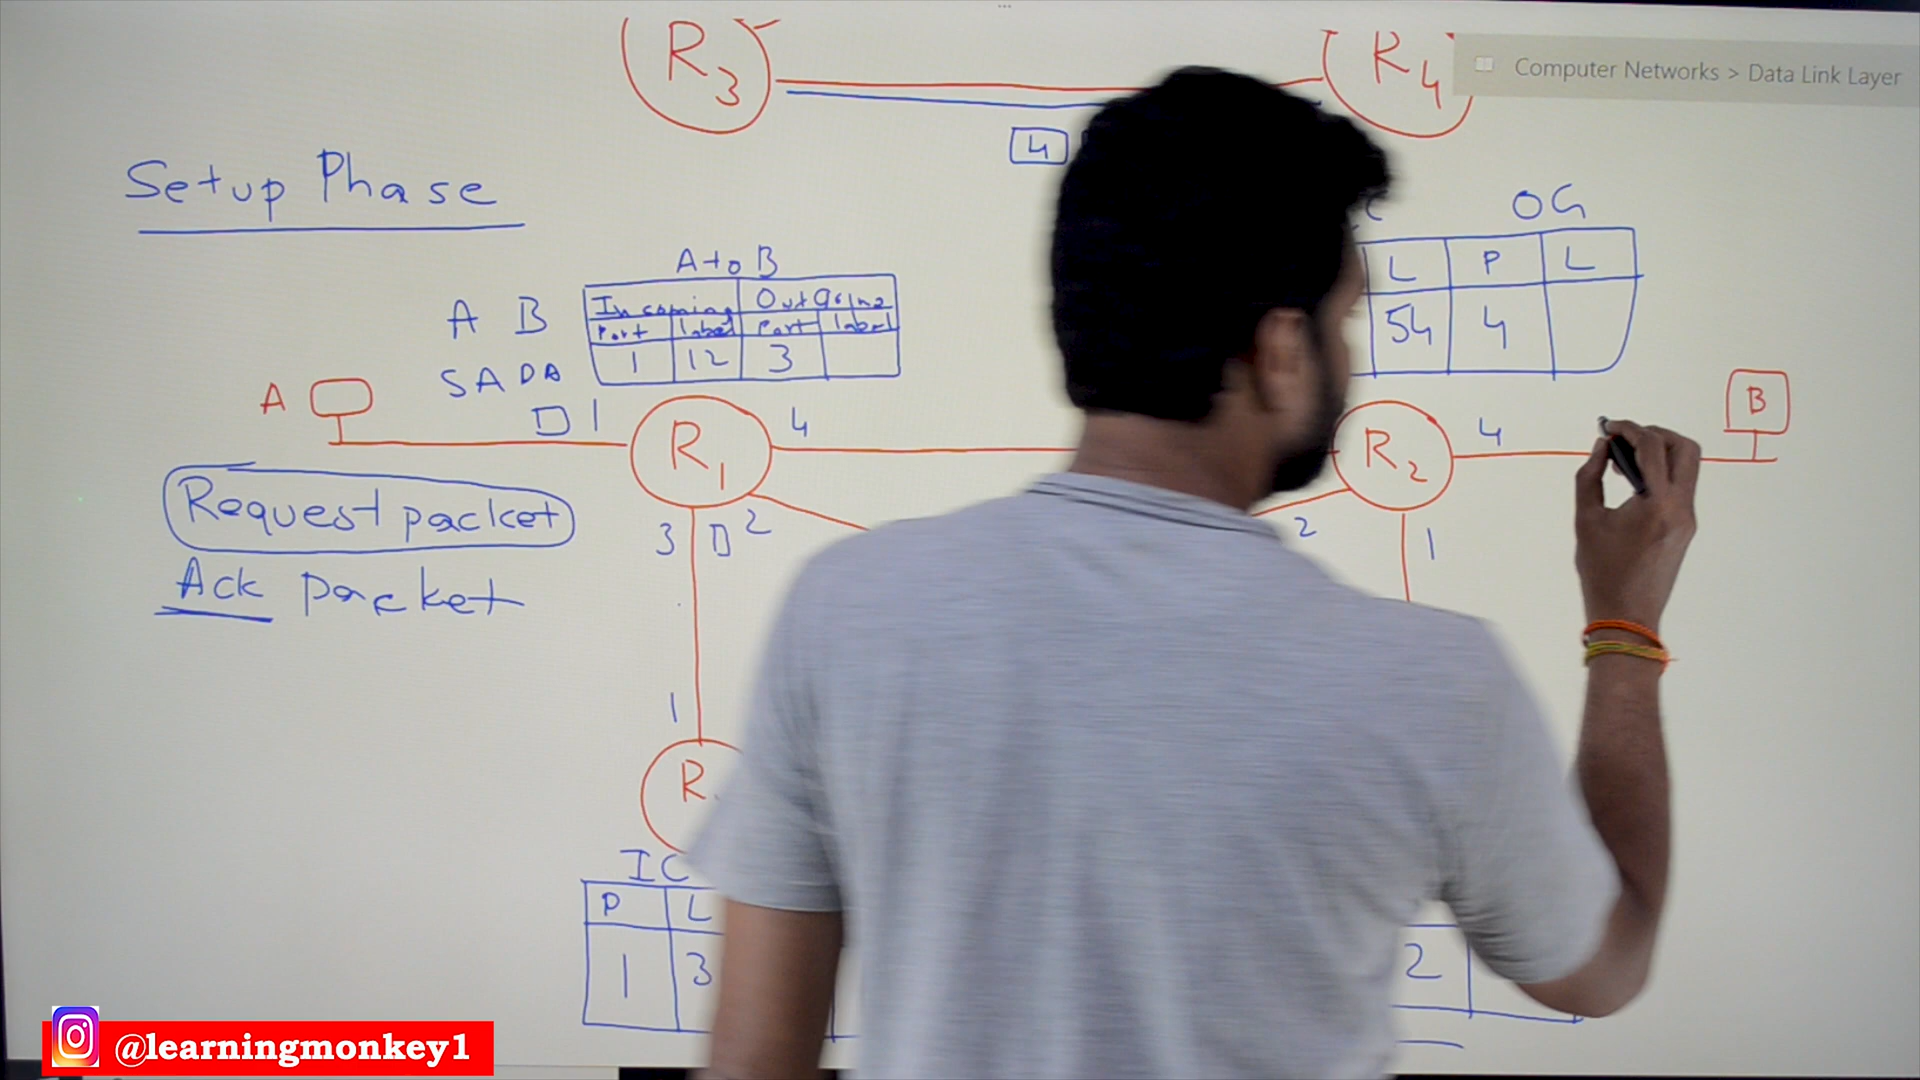 R3
R4
Computer Networks > Data Link Layer
4
Setup Phase
OG
A to B
L P L
Incoming Outgoing
A B
Port label Port label
54 4
1 12 3
SA DA
A
B
1
R1
4
R2
4
Request packet
3
2
2
1
Ack packet
1
R
IC
P L
1 3
2
@learningmonkey1